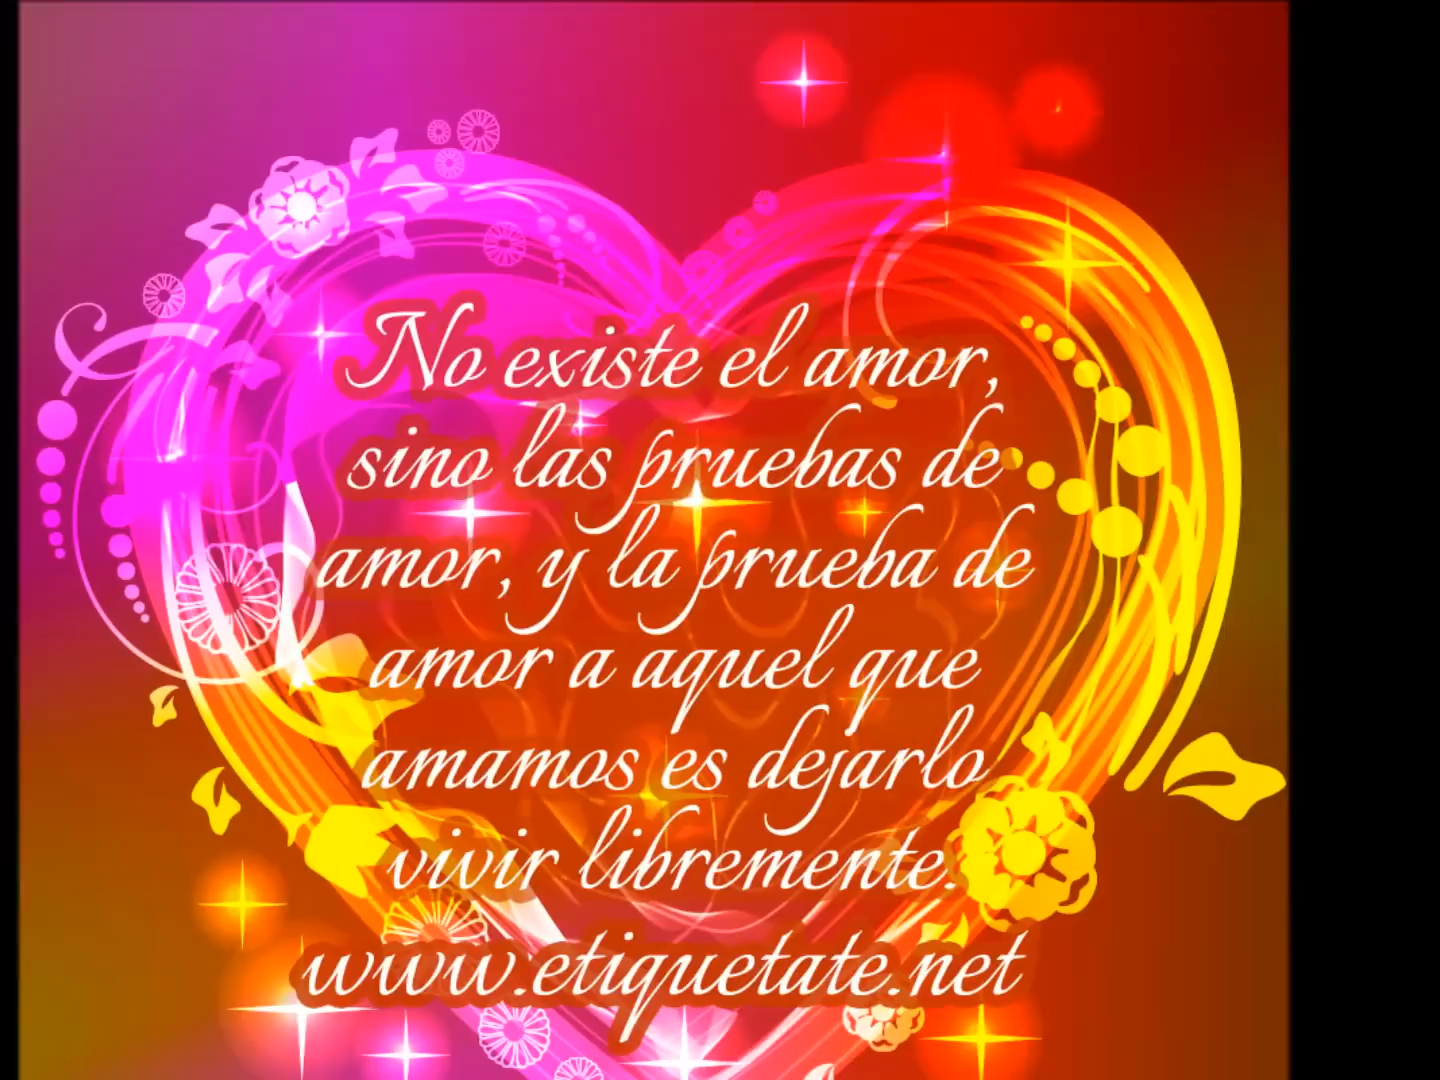 No existe el amor,
sino las pruebas de
amor, y la prueba de
amor a aquel que
amamos es dejarlo
vivir libremente.
www.etiquetate.net